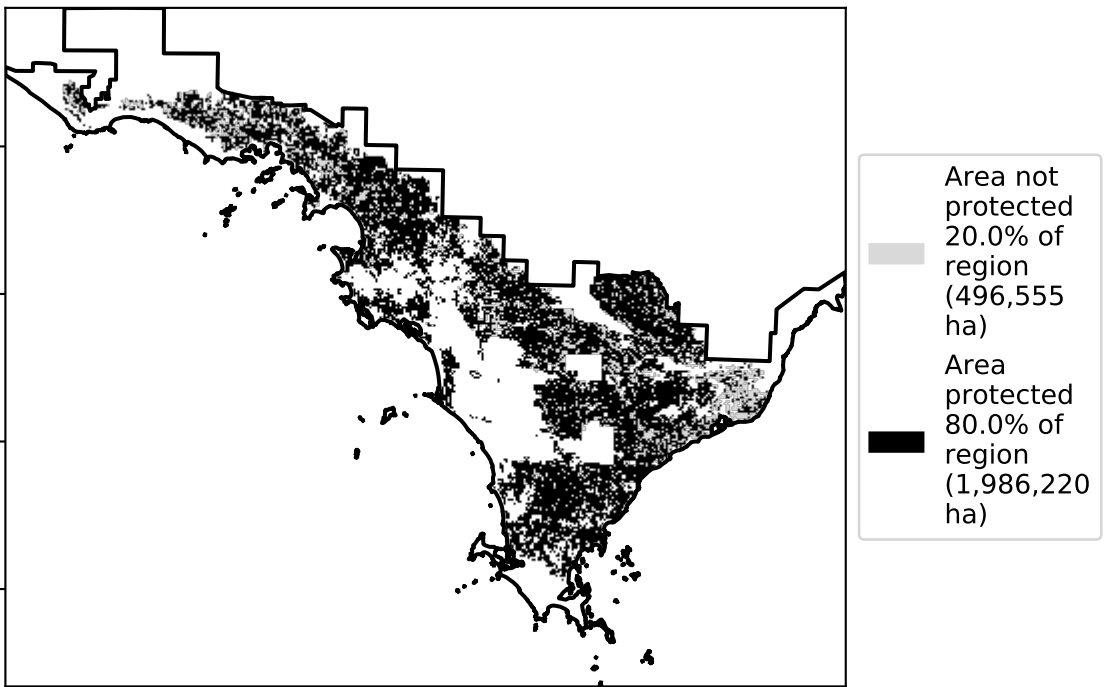 Area not
protected
20.0% of
region
(496,555
ha)
Area
protected
80.0% of
region
(1,986,220
ha)